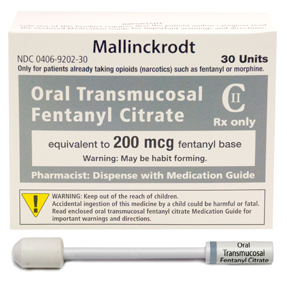 Mallinckrodt
NDC 0406-9202-30
30 Units
Only for patients already taking opioids (narcotics) such as fentanyl or morphine.
Oral Transmucosal
Fentanyl Citrate
CII
Rx only
equivalent to 200 mcg fentanyl base
Warning: May be habit forming.
Pharmacist: Dispense with Medication Guide
WARNING: Keep out of the reach of children.
Accidental ingestion of this medicine by a child could be harmful or fatal.
Read enclosed oral transmucosal fentanyl citrate Medication Guide for
important warnings and directions.
Oral
Transmucosal
Fentanyl Citrate